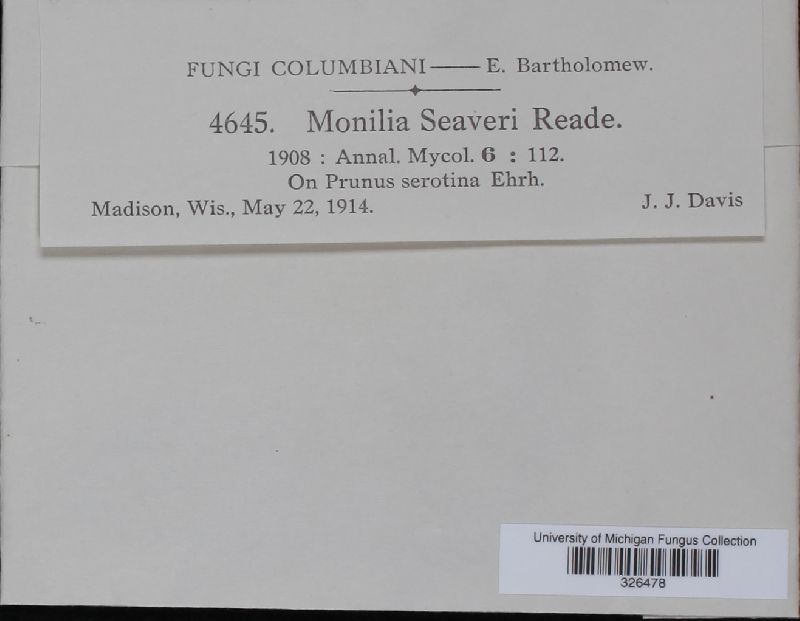 FUNGI COLUMBIANI—E. Bartholomew.
4645. Monilia Seaveri Reade.
1908 : Annal. Mycol. 6 : 112.
On Prunus serotina Ehrh.
Madison, Wis., May 22, 1914. J. J. Davis
University of Michigan Fungus Collection
326478